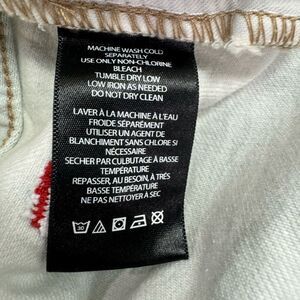 MACHINE WASH COLD
SEPARATELY
USE ONLY NON-CHLORINE
BLEACH
TUMBLE DRY LOW
LOW IRON AS NEEDED
DO NOT DRY CLEAN
LAVER À LA MACHINE À L'EAU
FROIDE SÉPARÉMENT
UTILISER UN AGENT DE
BLANCHIMENT SANS CHLORE SI
NÉCESSAIRE
SECHER PAR CULBUTAGE À BASSE
TEMPÉRATURE
REPASSER, AU BESOIN, À TRÈS
BASSE TEMPÉRATURE
NE PAS NETTOYER À SEC
30